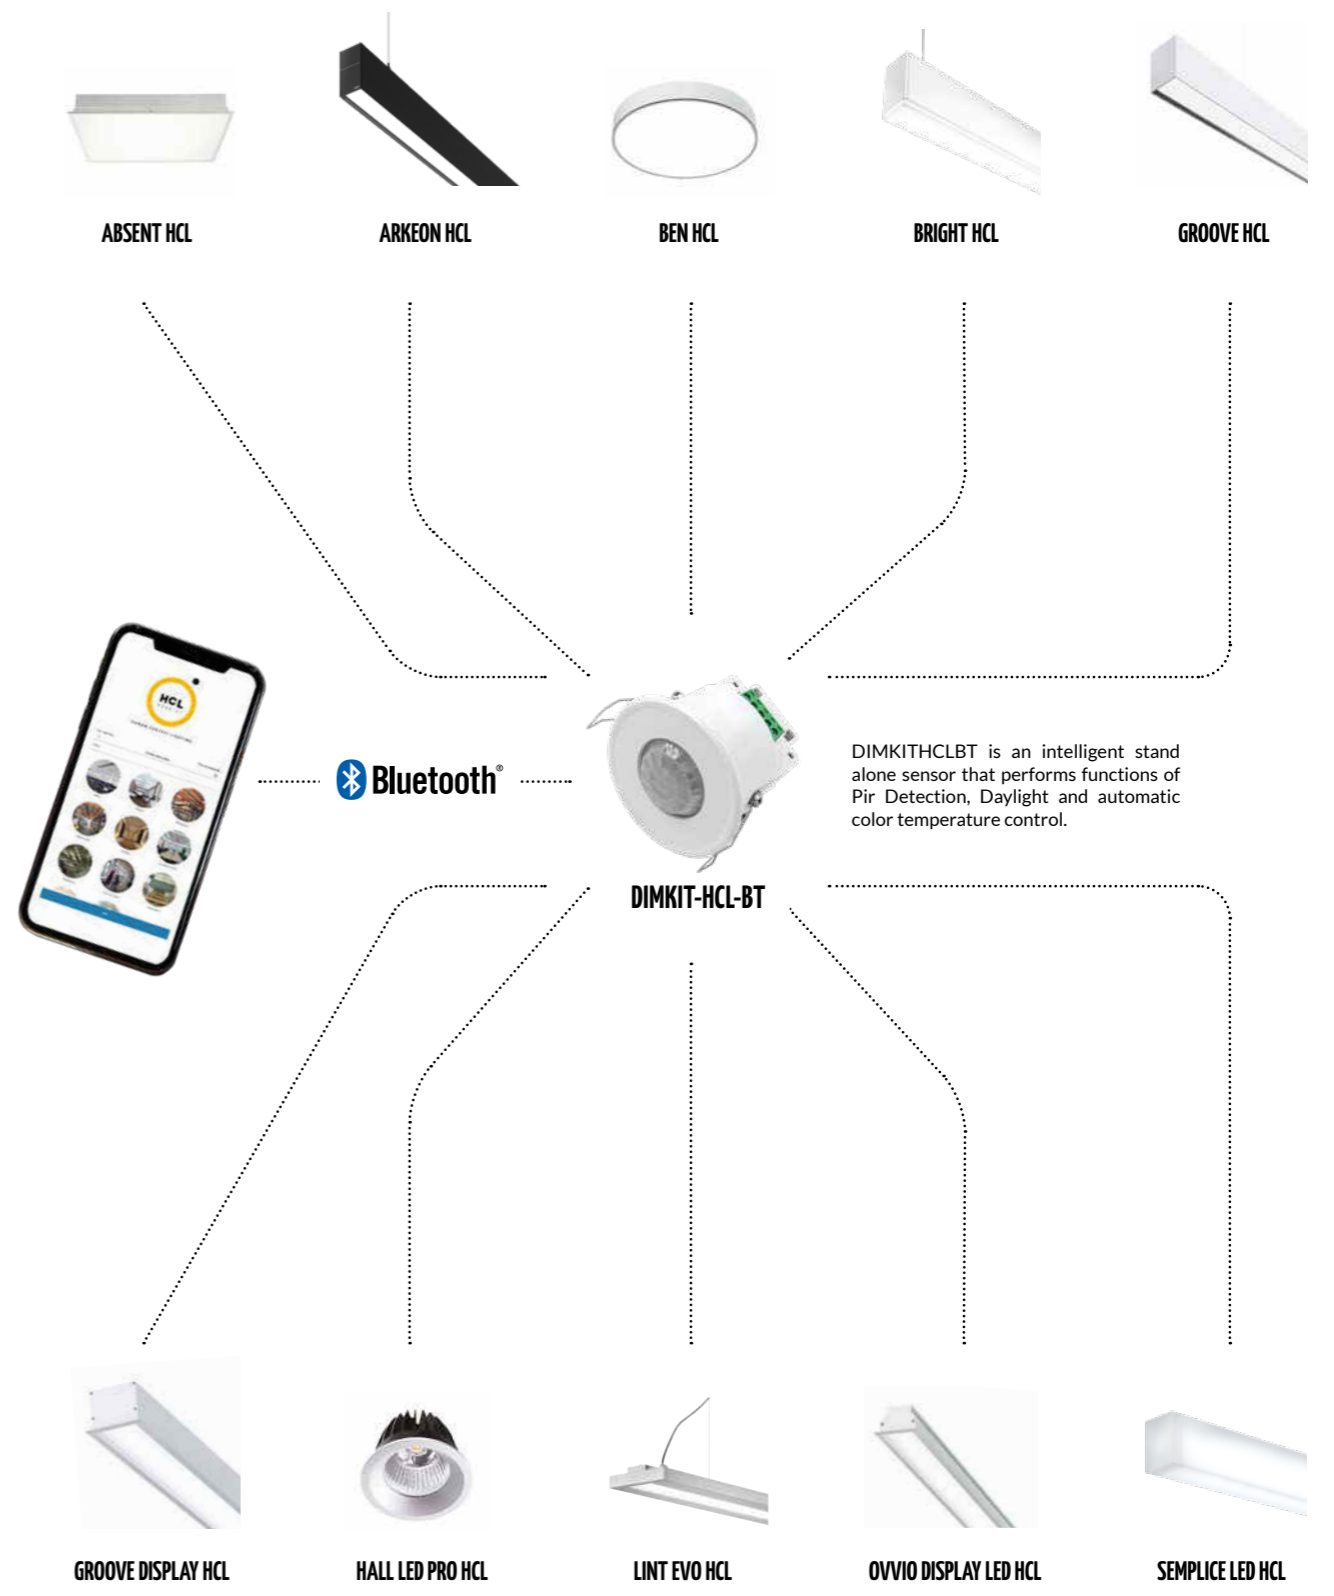 ABSENT HCL
ARKEON HCL
BEN HCL
BRIGHT HCL
GROOVE HCL
HCL
Bluetooth®
DIMKITHCLBT is an intelligent stand
alone sensor that performs functions of
Pir Detection, Daylight and automatic
color temperature control.
DIMKIT-HCL-BT
GROOVE DISPLAY HCL
HALL LED PRO HCL
LINT EVO HCL
OVVIO DISPLAY LED HCL
SEMPLICE LED HCL